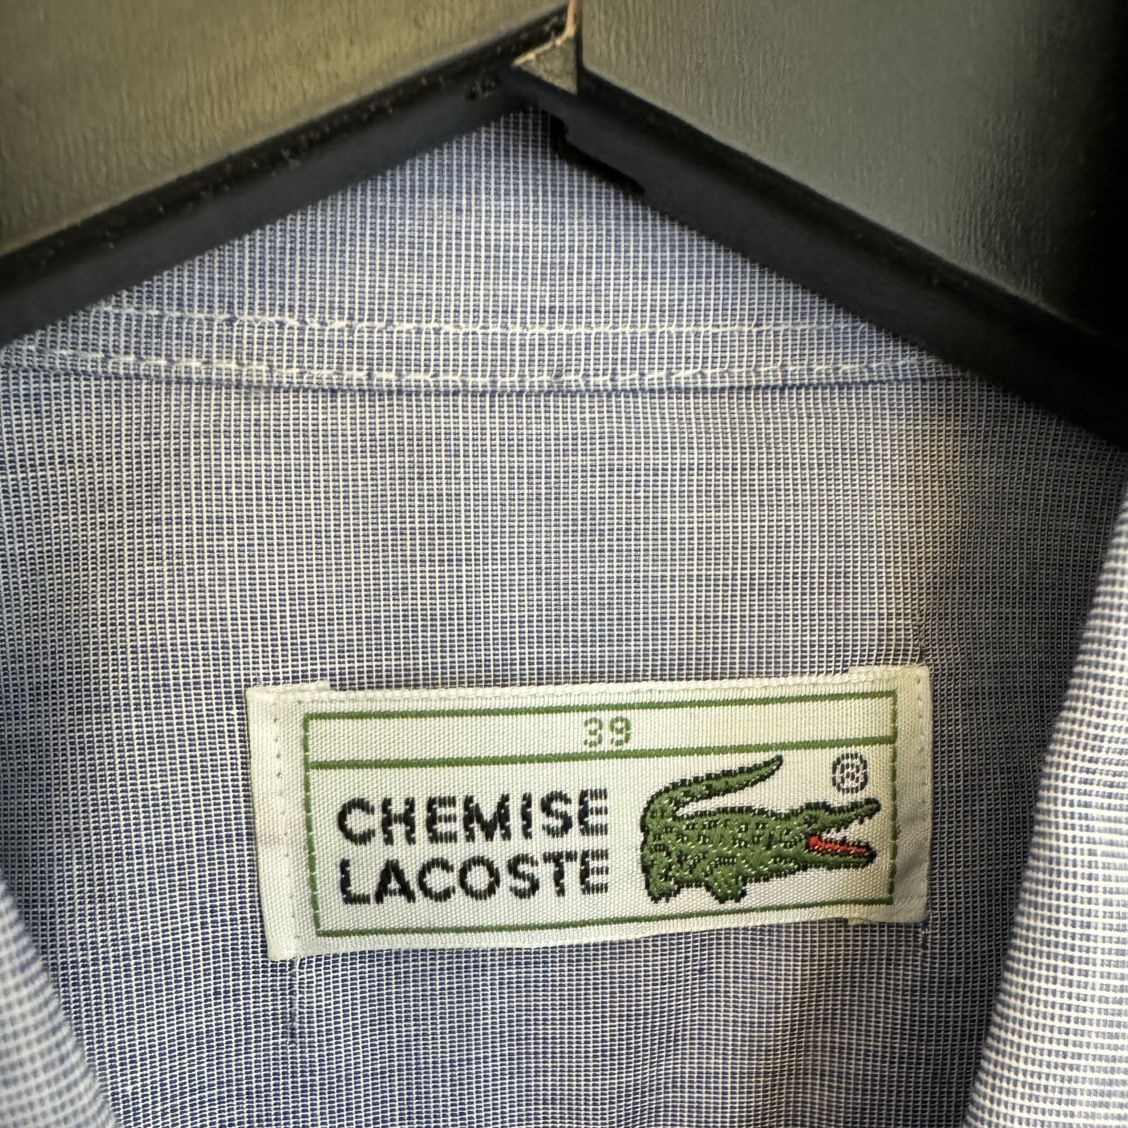 39
CHEMISE
LACOSTE
®